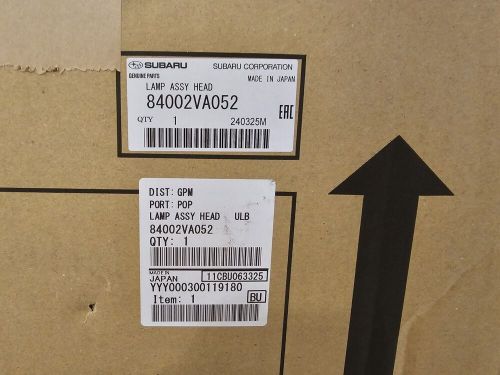 SUBARU SUBARU CORPORATION
GENUINE PARTS MADE IN JAPAN
LAMP ASSY HEAD
84002VA052
EAC
QTY 1 240325M
DIST: GPM
PORT: POP
LAMP ASSY HEAD ULB
84002VA052
QTY: 1
MADE IN
JAPAN 11CBU063325
YYY000300119180
Item: 1 BU